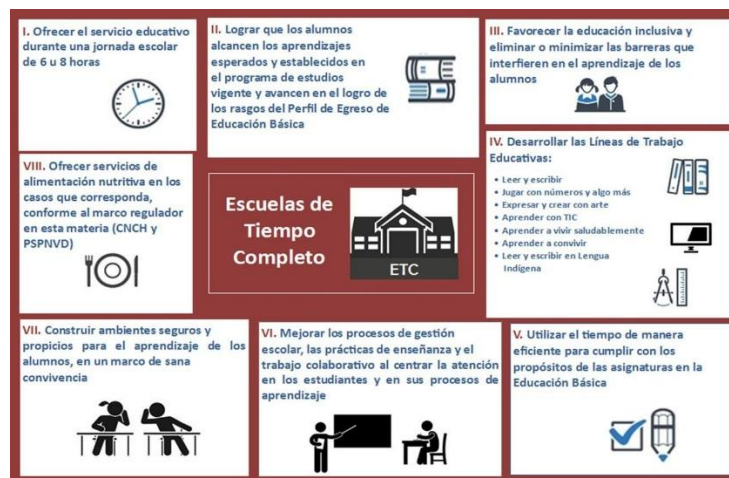 I. Ofrecer el servicio educativo
durante una jornada escolar
de 6 u 8 horas
II. Lograr que los alumnos
alcancen los aprendizajes
esperados y establecidos en
el programa de estudios
vigente y avancen en el logro de
los rasgos del Perfil de Egreso de
Educación Básica
III. Favorecer la educación inclusiva y
eliminar o minimizar las barreras que
interfieren en el aprendizaje de los
alumnos
IV. Desarrollar las Líneas de Trabajo
Educativas:
• Leer y escribir
• Jugar con números y algo más
• Expresar y crear con arte
• Aprender con TIC
• Aprender a vivir saludablemente
• Aprender a convivir
• Leer y escribir en Lengua
Indígena
VIII. Ofrecer servicios de
alimentación nutritiva en los
casos que corresponda,
conforme al marco regulador
en esta materia (CNCH y
PSPNVD)
Escuelas de
Tiempo
Completo
ETC
VII. Construir ambientes seguros y
propicios para el aprendizaje de los
alumnos, en un marco de sana
convivencia
VI. Mejorar los procesos de gestión
escolar, las prácticas de enseñanza y el
trabajo colaborativo al centrar la atención
en los estudiantes y en sus procesos de
aprendizaje
V. Utilizar el tiempo de manera
eficiente para cumplir con los
propósitos de las asignaturas en la
Educación Básica